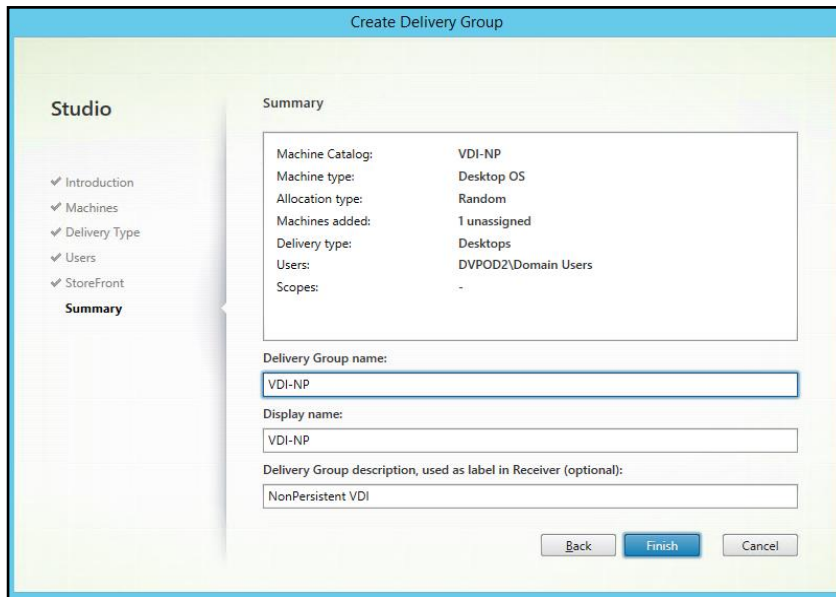 Create Delivery Group
Studio
Introduction
Machines
Delivery Type
Users
StoreFront
Summary
Summary
Machine Catalog: VDI-NP
Machine type: Desktop OS
Allocation type: Random
Machines added: 1 unassigned
Delivery type: Desktops
Users: DVPOD2\Domain Users
Scopes: -
Delivery Group name:
VDI-NP
Display name:
VDI-NP
Delivery Group description, used as label in Receiver (optional):
NonPersistent VDI
Back Finish Cancel